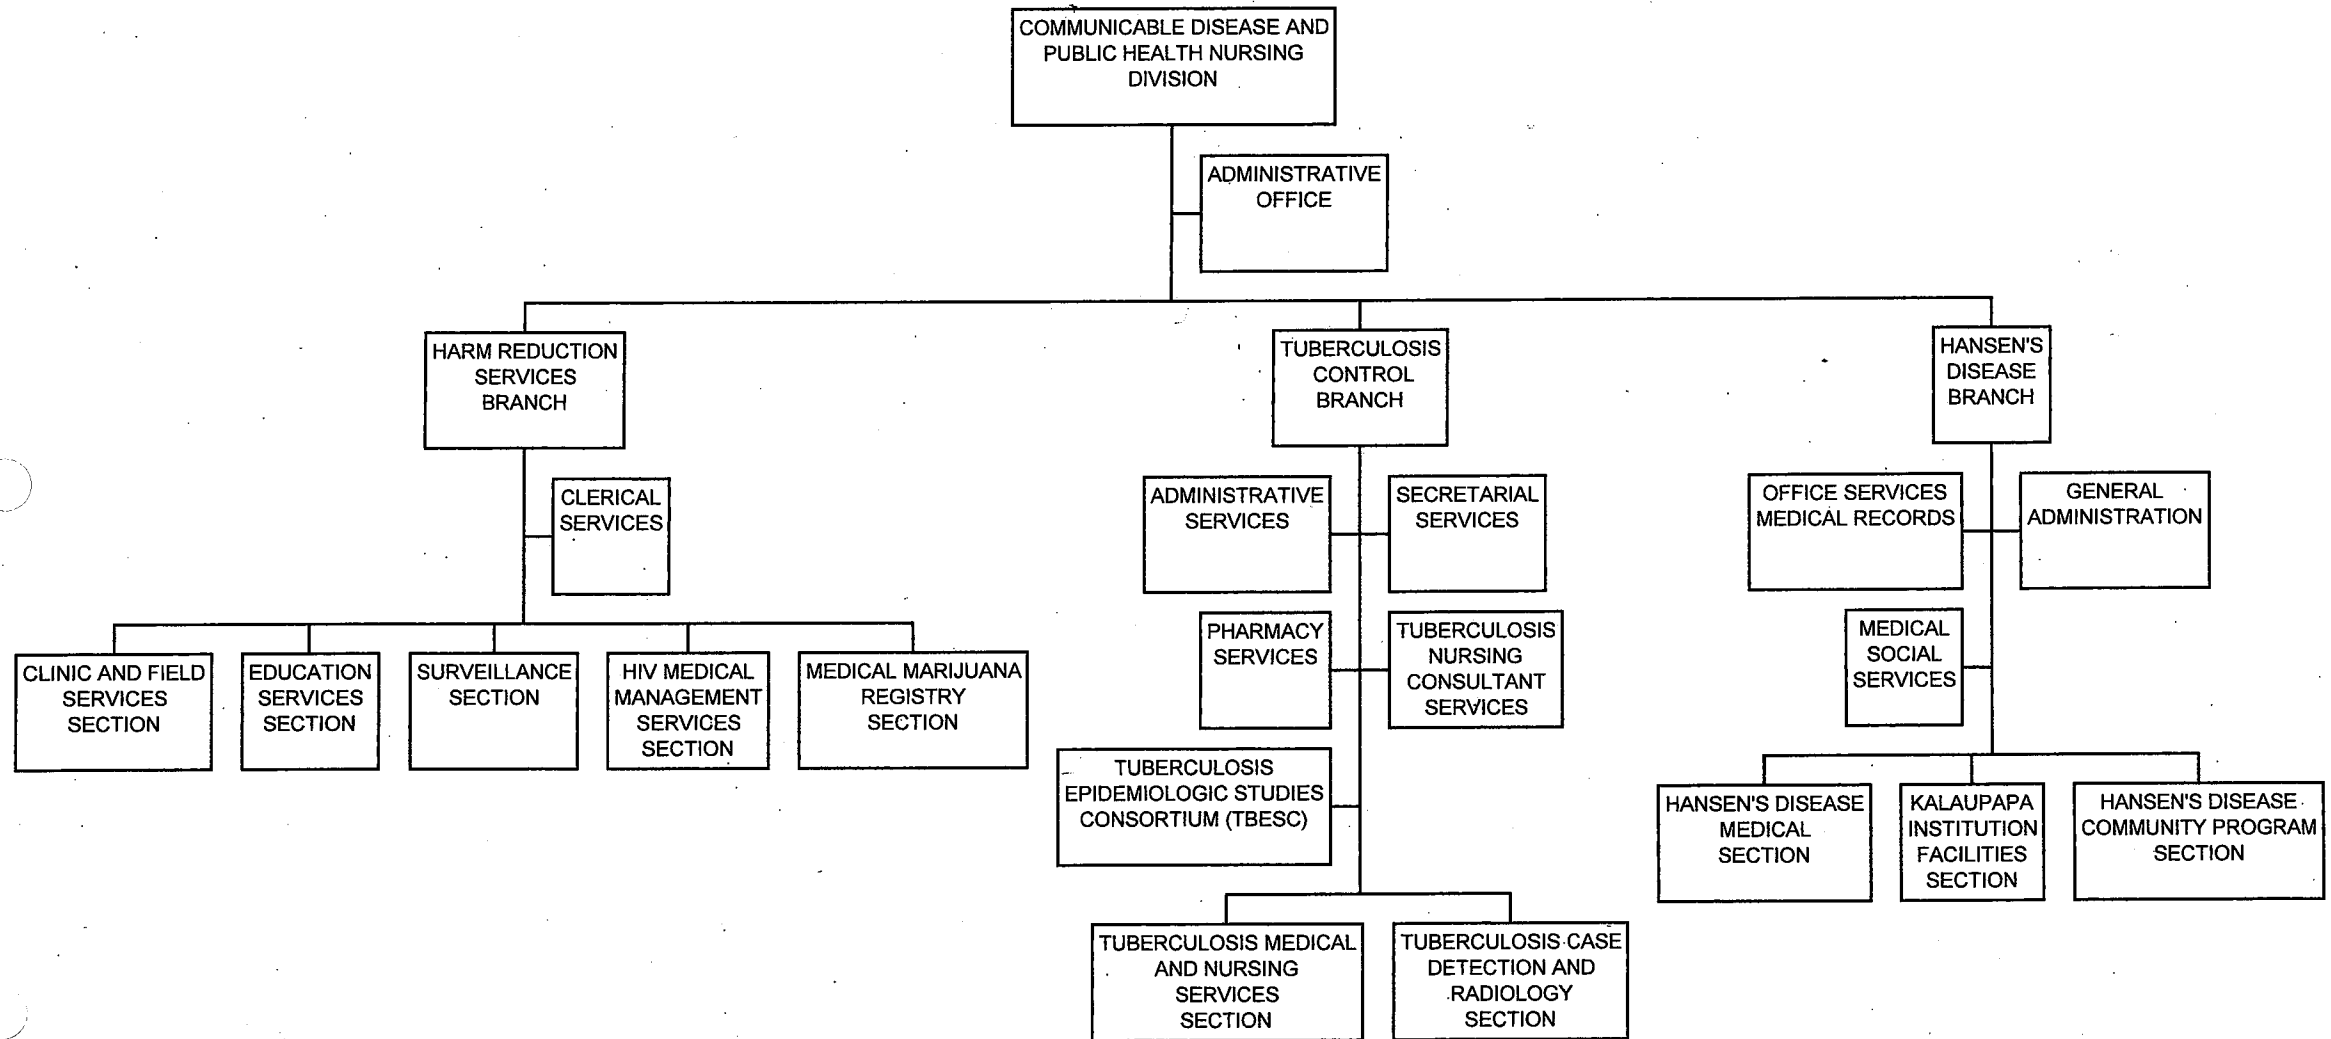 COMMUNICABLE DISEASE AND
PUBLIC HEALTH NURSING
DIVISION
ADMINISTRATIVE
OFFICE
HARM REDUCTION
SERVICES
BRANCH
TUBERCULOSIS
CONTROL
BRANCH
HANSEN'S
DISEASE
BRANCH
CLERICAL
SERVICES
ADMINISTRATIVE
SERVICES
SECRETARIAL
SERVICES
OFFICE SERVICES
MEDICAL RECORDS
GENERAL
ADMINISTRATION
PHARMACY
SERVICES
TUBERCULOSIS
NURSING
CONSULTANT
SERVICES
MEDICAL
SOCIAL
SERVICES
CLINIC AND FIELD
SERVICES
SECTION
EDUCATION
SERVICES
SECTION
SURVEILLANCE
SECTION
HIV MEDICAL
MANAGEMENT
SERVICES
SECTION
MEDICAL MARIJUANA
REGISTRY
SECTION
TUBERCULOSIS
EPIDEMIOLOGIC STUDIES
CONSORTIUM (TBESC)
HANSEN'S DISEASE
MEDICAL
SECTION
KALAUPAPA
INSTITUTION
FACILITIES
SECTION
HANSEN'S DISEASE
COMMUNITY PROGRAM
SECTION
TUBERCULOSIS MEDICAL
AND NURSING
SERVICES
SECTION
TUBERCULOSIS CASE
DETECTION AND
RADIOLOGY
SECTION